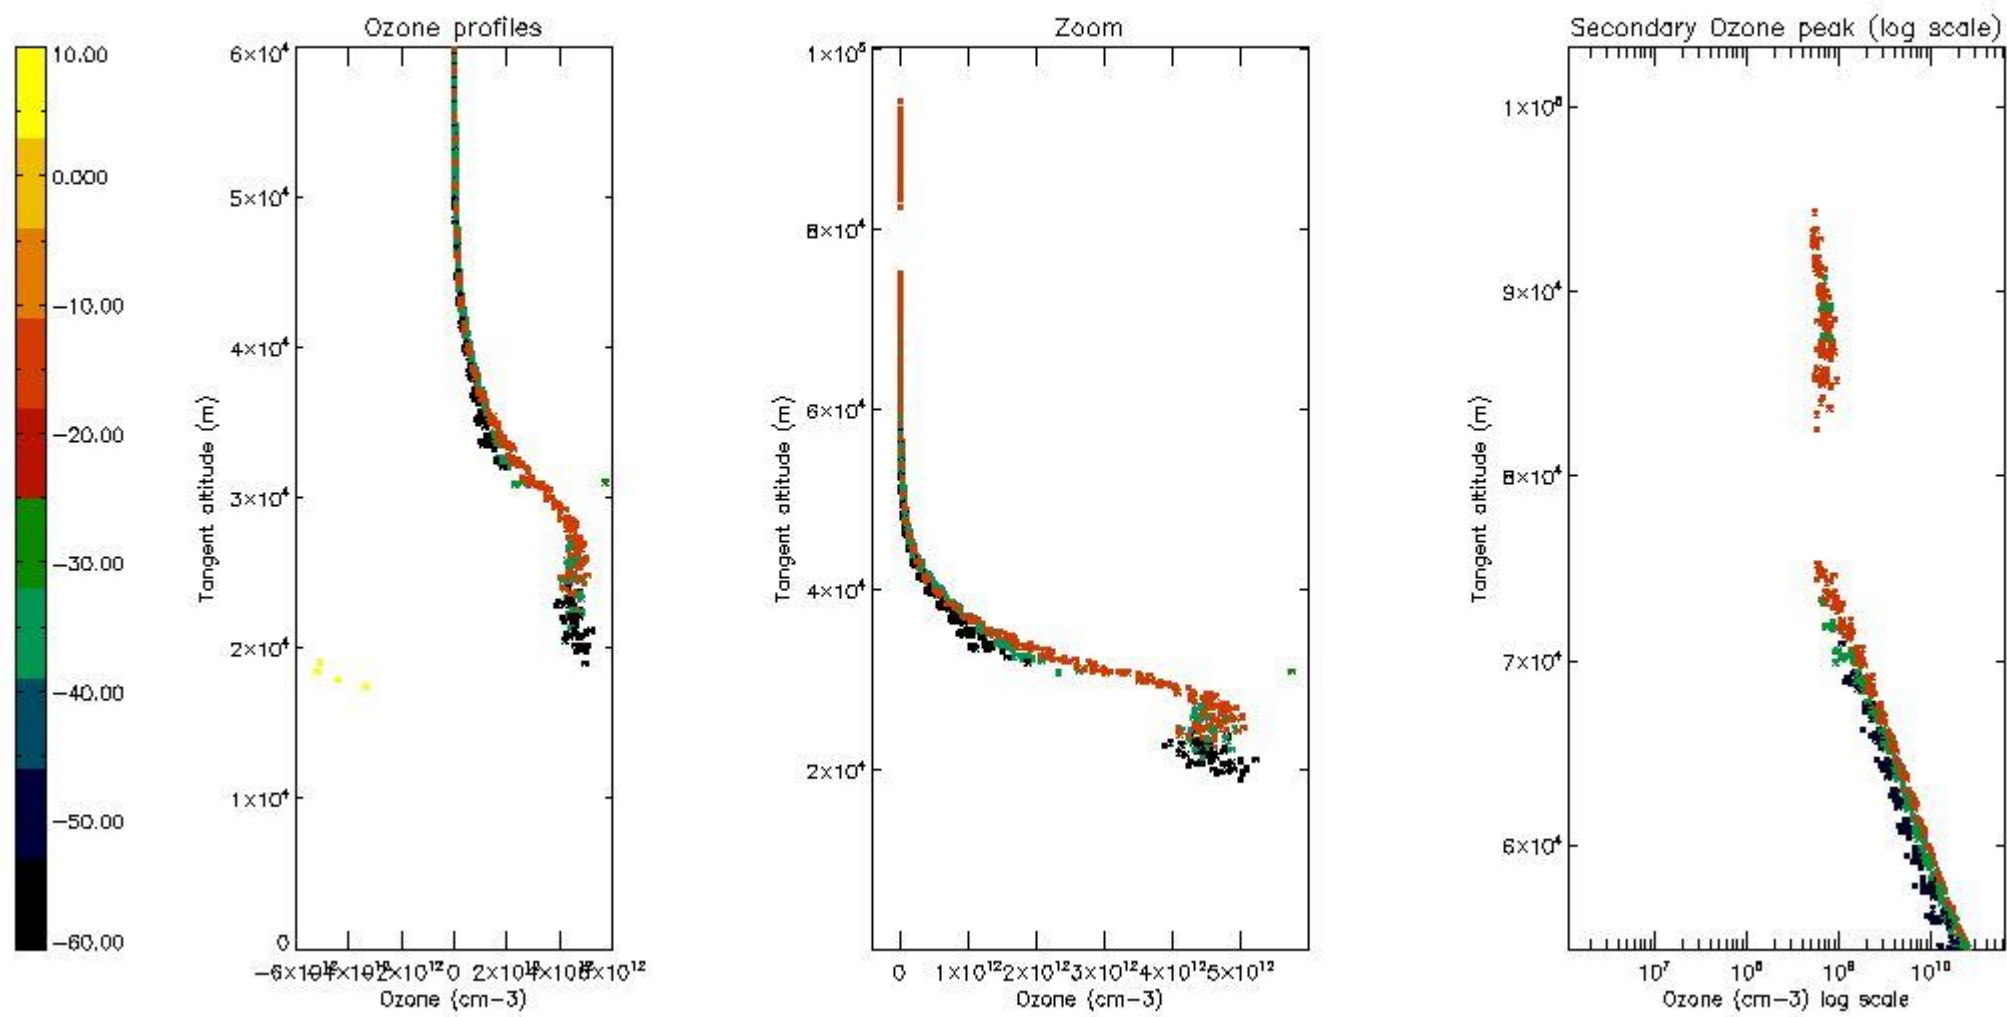 Ozone profiles
Zoom
Secondary Ozone peak (log scale)
10.00
0.000
−10.00
−20.00
−30.00
−40.00
−50.00
−60.00
6×10⁴
5×10⁴
4×10⁴
3×10⁴
2×10⁴
1×10⁴
0
Tangent altitude (m)
0 2×10¹² 6×10¹²
Ozone (cm−3)
1×10⁵
8×10⁴
6×10⁴
4×10⁴
2×10⁴
Tangent altitude (m)
0 1×10¹² 2×10¹² 3×10¹² 4×10¹² 5×10¹²
Ozone (cm−3)
9×10⁴
8×10⁴
7×10⁴
6×10⁴
Tangent altitude (m)
10⁷ 10⁸ 10⁹ 10¹⁰
Ozone (cm−3) log scale